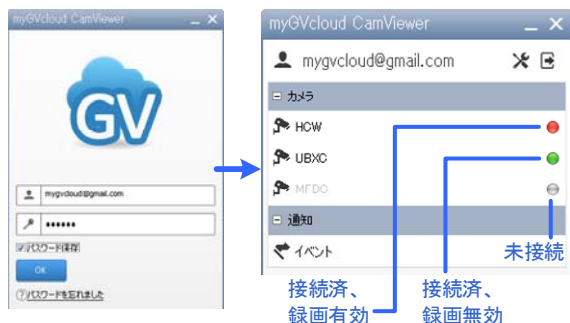 myGVcloud CamViewer
GV
mygvcloud@gmail.com
••••••
パスワード保存
OK
パスワードを忘れました
myGVcloud CamViewer
mygvcloud@gmail.com
カメラ
HCW
UBXC
MFDC
通知
イベント
未接続
接続済、
録画有効
接続済、
録画無効